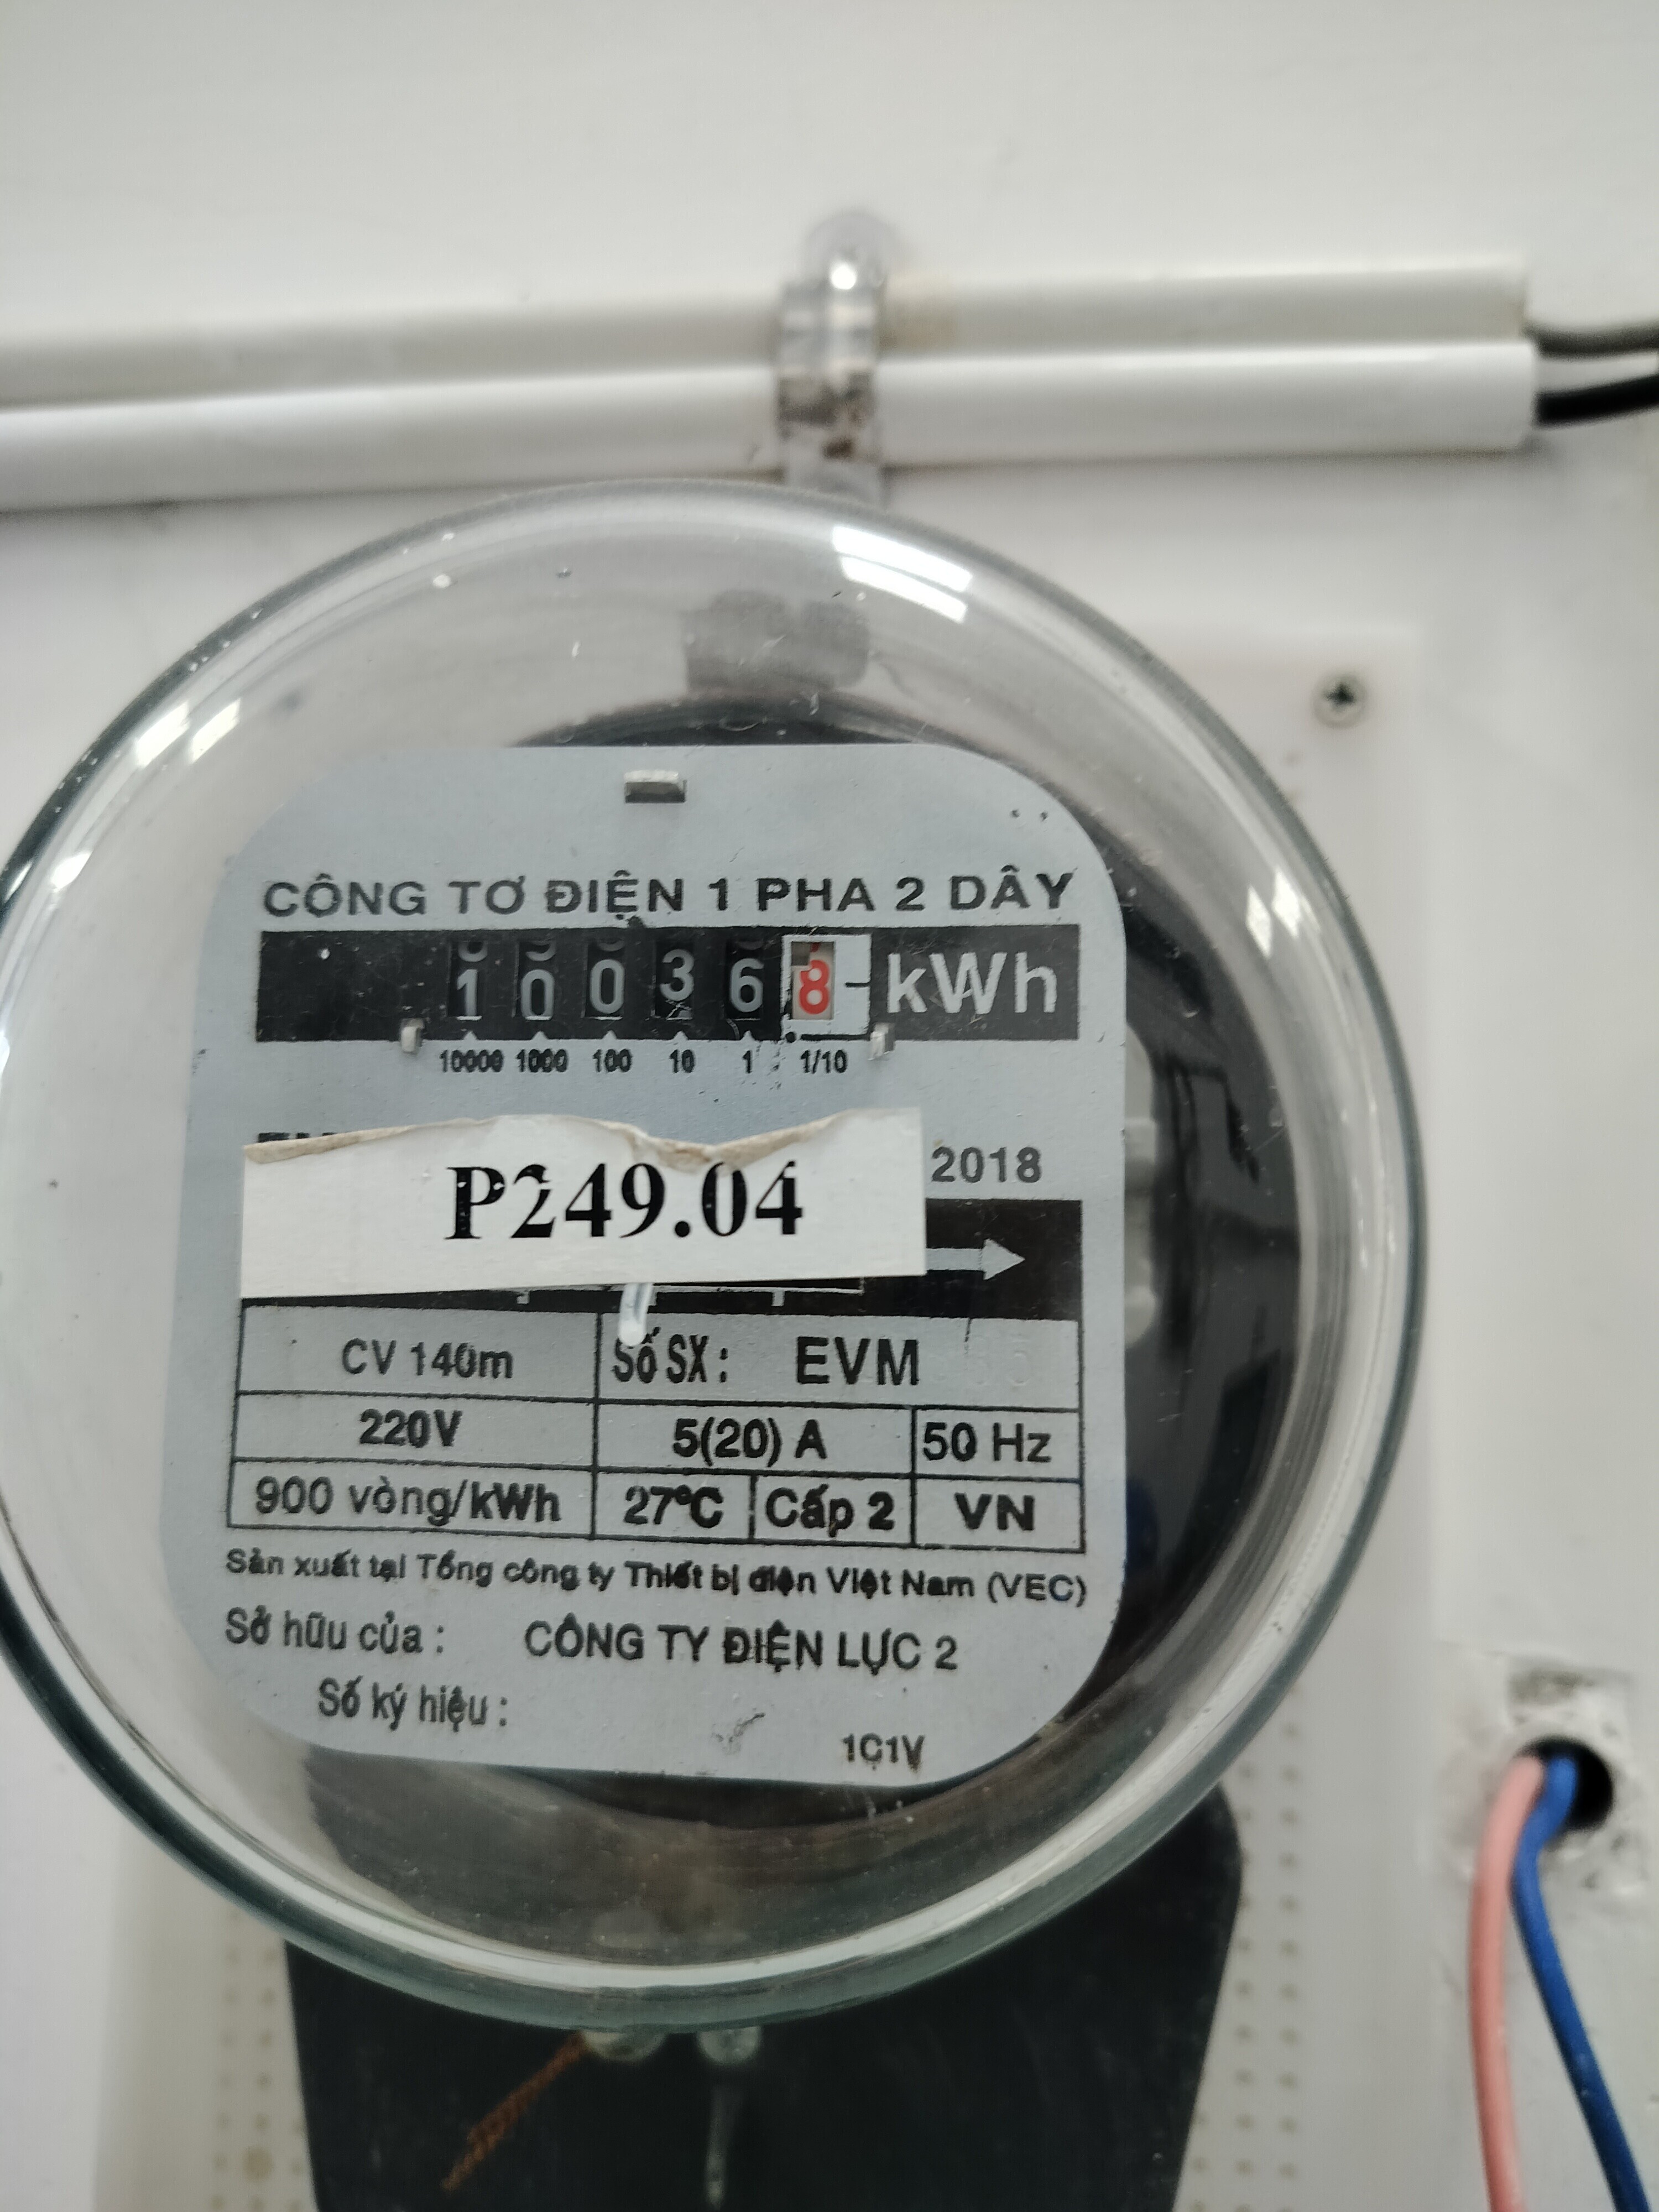 CÔNG TƠ ĐIỆN 1 PHA 2 DÂY
1 0 0 3 6 8 kWh
10000 1000 100 10 1 1/10
2018
P249.04
CV 140m Số SX: EVM
220V 5(20) A 50 Hz
900 vòng/kWh 27°C Cấp 2 VN
Sản xuất tại Tổng công ty Thiết bị điện Việt Nam (VEC)
Sở hữu của: CÔNG TY ĐIỆN LỰC 2
Số ký hiệu:
1C1V